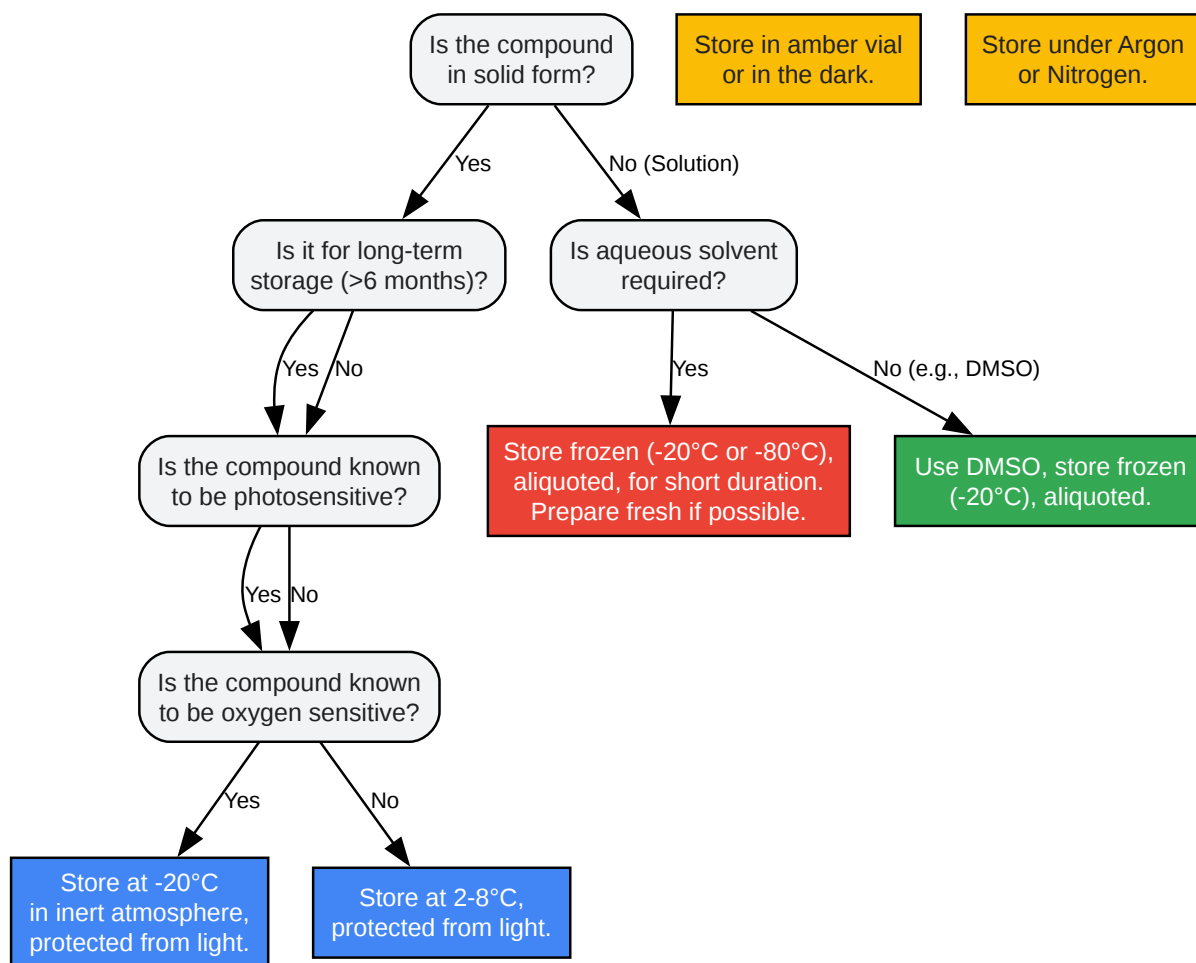 Is the compound
in solid form?
Store in amber vial
or in the dark.
Store under Argon
or Nitrogen.
Yes
No (Solution)
Is it for long-term
storage (>6 months)?
Is aqueous solvent
required?
Yes
No
Yes
No (e.g., DMSO)
Is the compound known
to be photosensitive?
Store frozen (-20°C or -80°C),
aliquoted, for short duration.
Prepare fresh if possible.
Use DMSO, store frozen
(-20°C), aliquoted.
Yes
No
Is the compound known
to be oxygen sensitive?
Yes
No
Store at -20°C
in inert atmosphere,
protected from light.
Store at 2-8°C,
protected from light.